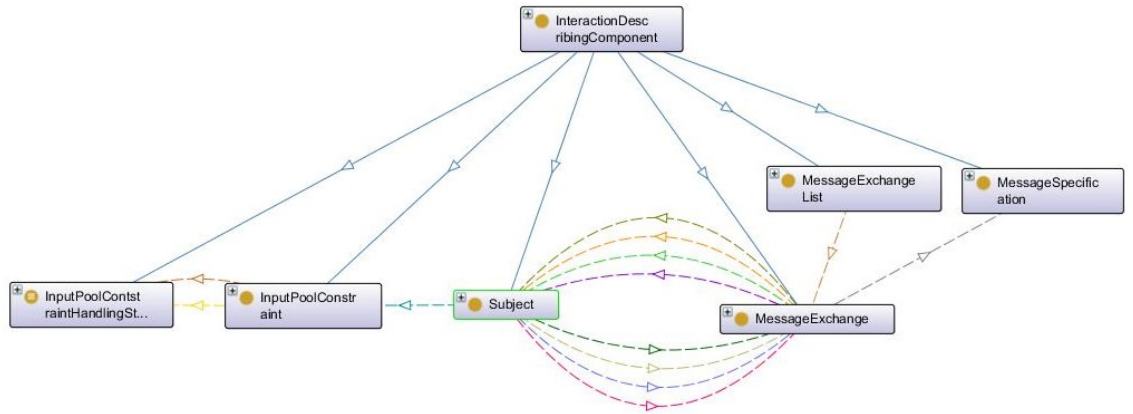 InteractionDesc
ribingComponent
MessageExchange
List
MessageSpecific
ation
InputPoolContst
raintHandlingSt...
InputPoolConstr
aint
Subject
MessageExchange